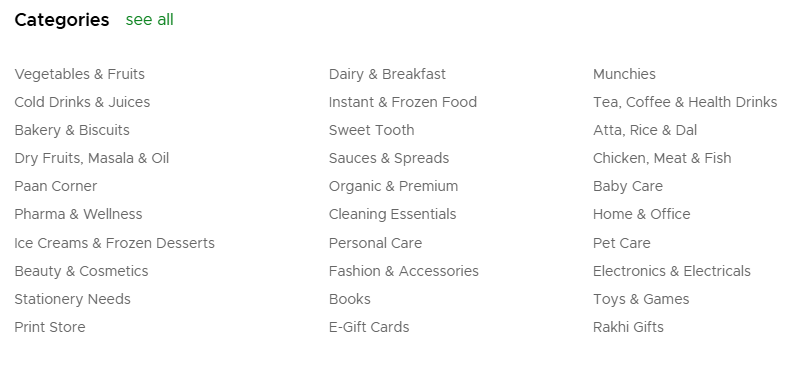 Categories see all
Vegetables & Fruits Dairy & Breakfast Munchies
Cold Drinks & Juices Instant & Frozen Food Tea, Coffee & Health Drinks
Bakery & Biscuits Sweet Tooth Atta, Rice & Dal
Dry Fruits, Masala & Oil Sauces & Spreads Chicken, Meat & Fish
Paan Corner Organic & Premium Baby Care
Pharma & Wellness Cleaning Essentials Home & Office
Ice Creams & Frozen Desserts Personal Care Pet Care
Beauty & Cosmetics Fashion & Accessories Electronics & Electricals
Stationery Needs Books Toys & Games
Print Store E-Gift Cards Rakhi Gifts